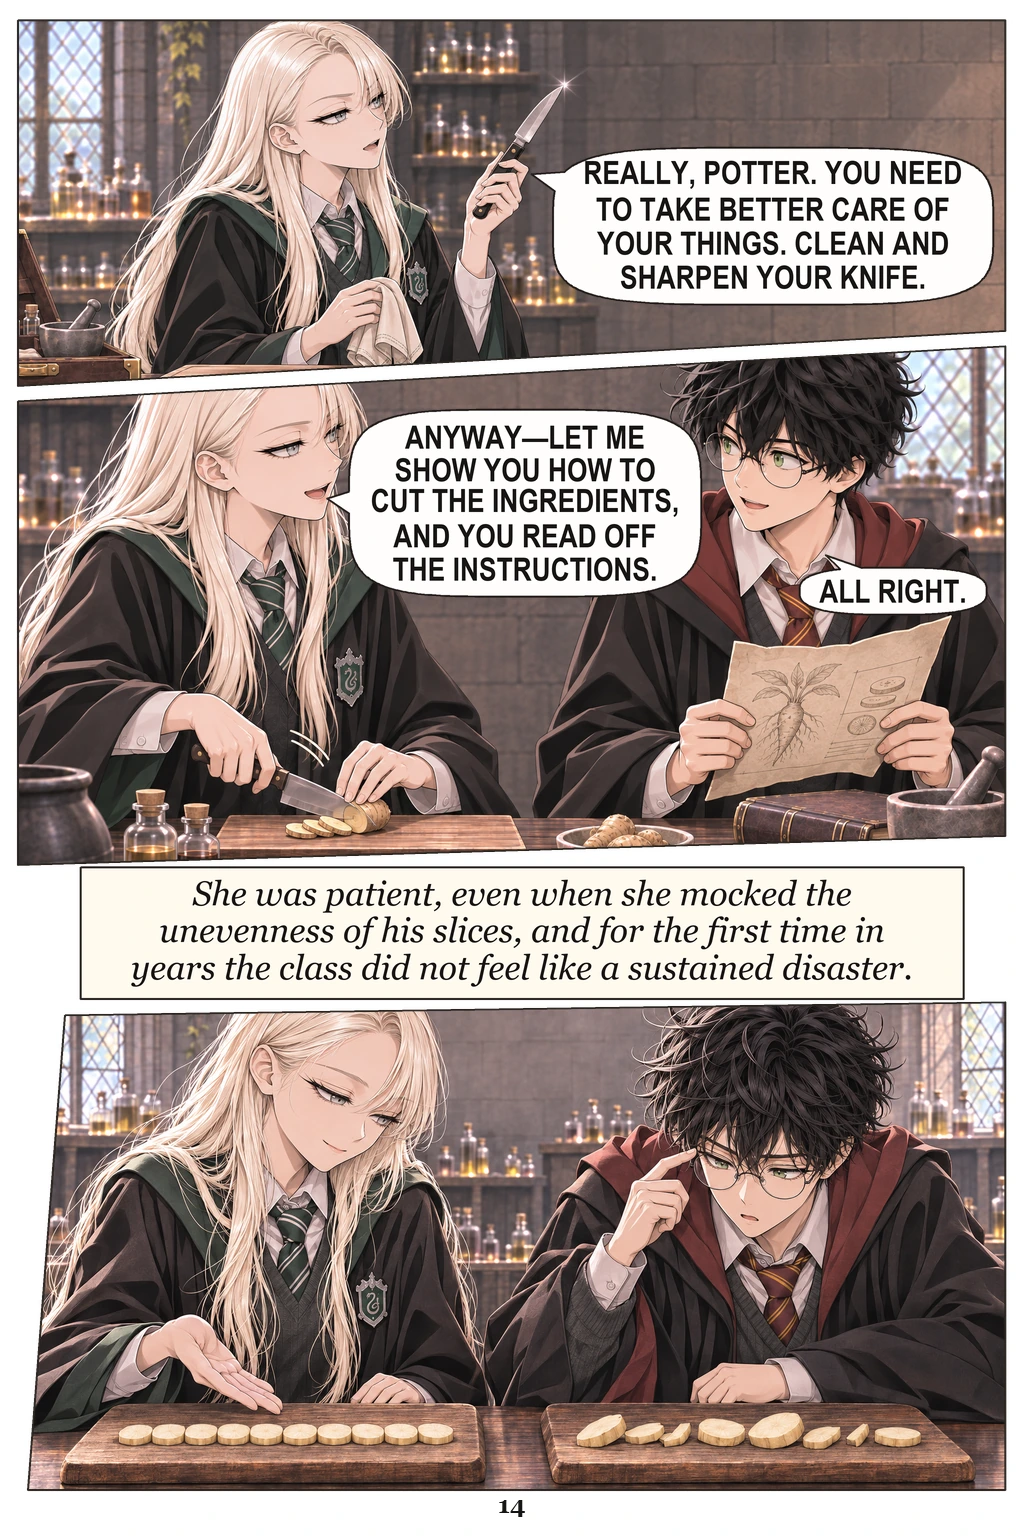 REALLY, POTTER. YOU NEED
TO TAKE BETTER CARE OF
YOUR THINGS. CLEAN AND
SHARPEN YOUR KNIFE.
ANYWAY—LET ME
SHOW YOU HOW TO
CUT THE INGREDIENTS,
AND YOU READ OFF
THE INSTRUCTIONS.
ALL RIGHT.
She was patient, even when she mocked the
unevenness of his slices, and for the first time in
years the class did not feel like a sustained disaster.
14